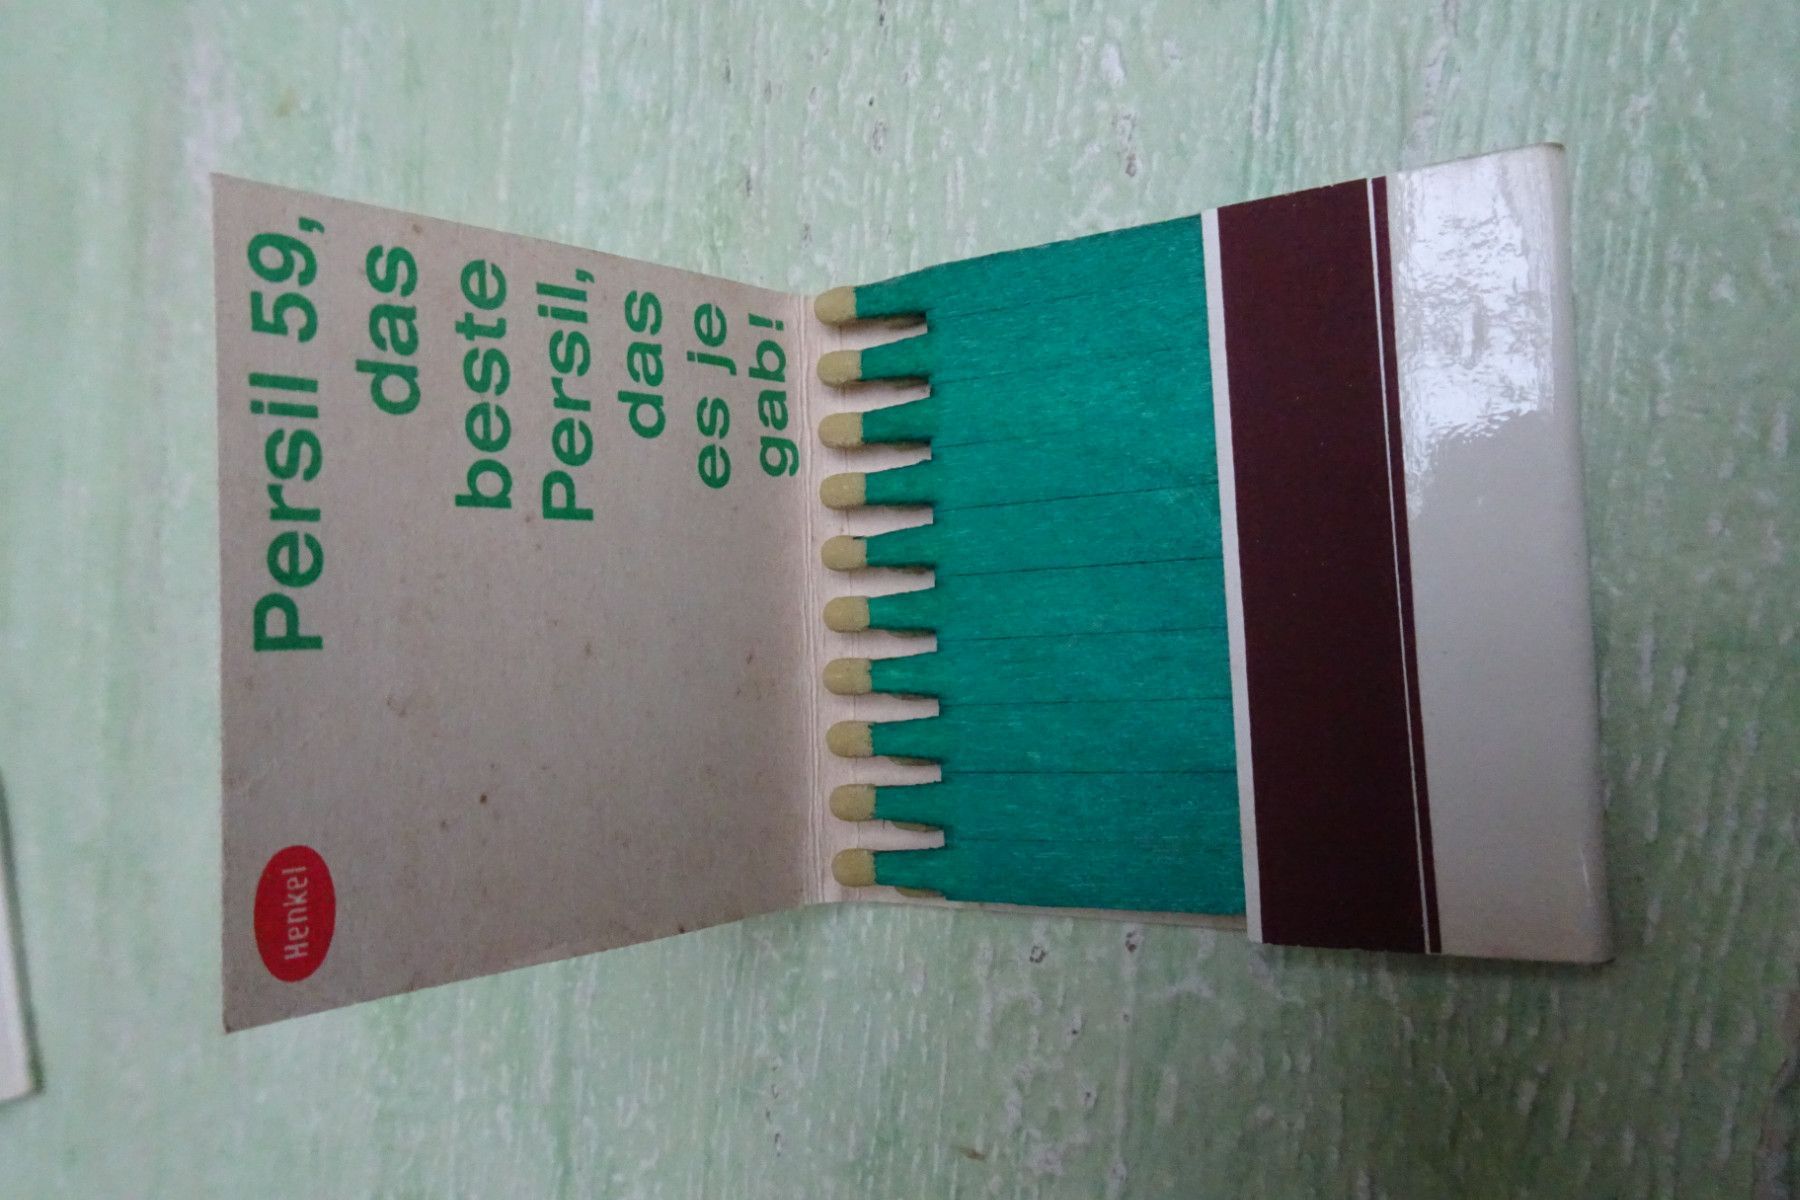 Persil 59,
das
beste
Persil,
das
es je
gab!
Henkel